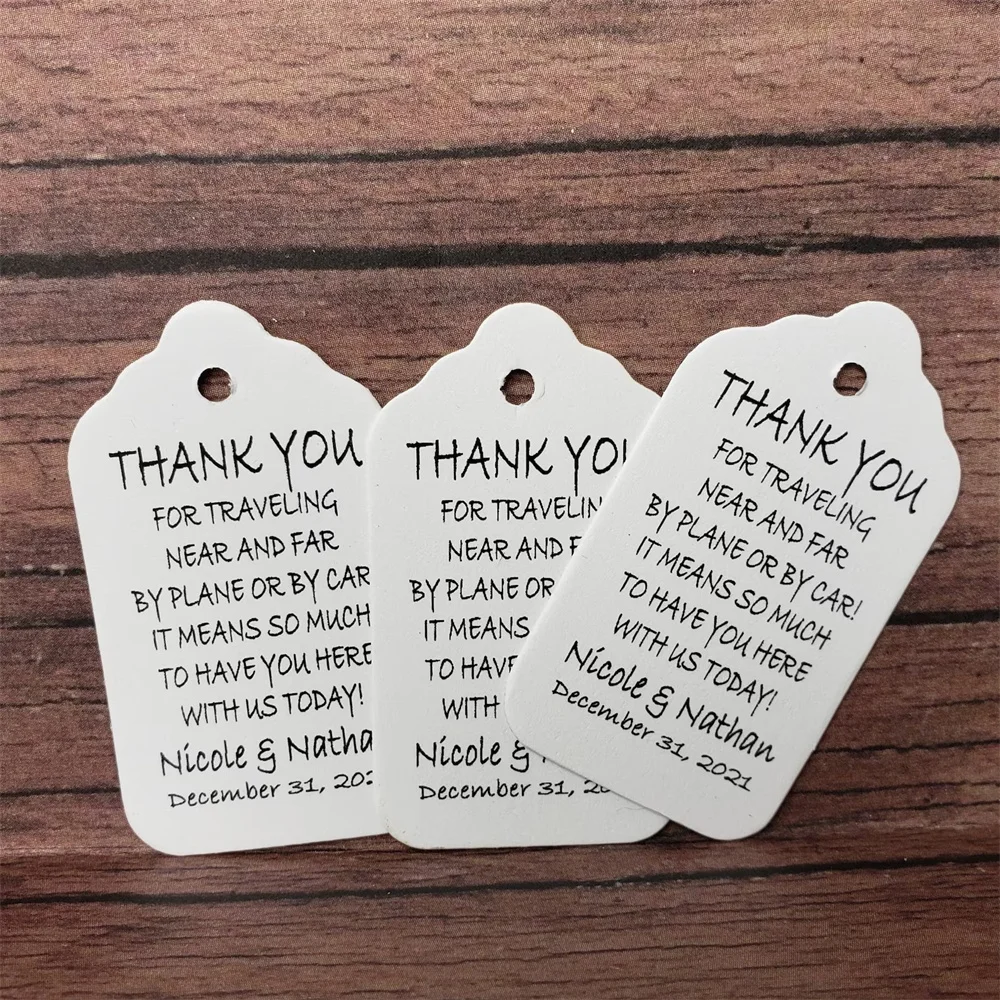 THANK YOU
FOR TRAVELING
NEAR AND FAR
BY PLANE OR BY CAR
IT MEANS SO MUCH
TO HAVE YOU HERE
WITH US TODAY!
Nicole & Natha
December 31, 202
THANK YOU
FOR TRAVELIN
NEAR AND F
BY PLANE OR
IT MEANS
TO HAVE
WITH
Nicole &
December 31, 20
THANK YOU
FOR TRAVELING
NEAR AND FAR
BY PLANE OR BY CAR!
IT MEANS SO MUCH
TO HAVE YOU HERE
WITH US TODAY!
Nicole & Nathan
December 31, 2021